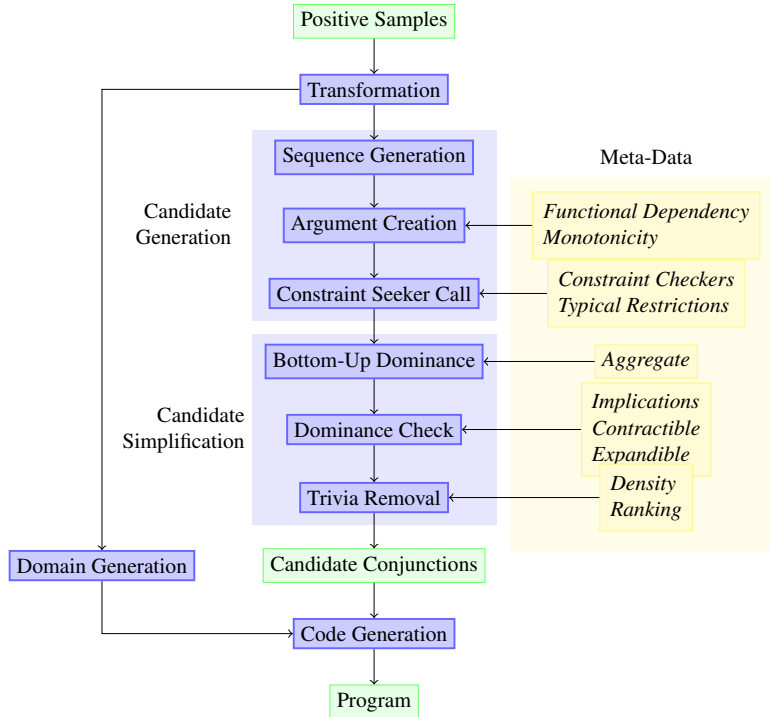 Positive Samples
Transformation
Sequence Generation
Meta-Data
Candidate
Generation
Argument Creation
Functional Dependency
Monotonicity
Constraint Seeker Call
Constraint Checkers
Typical Restrictions
Bottom-Up Dominance
Aggregate
Candidate
Simplification
Dominance Check
Implications
Contractible
Expandible
Trivia Removal
Density
Ranking
Domain Generation
Candidate Conjunctions
Code Generation
Program